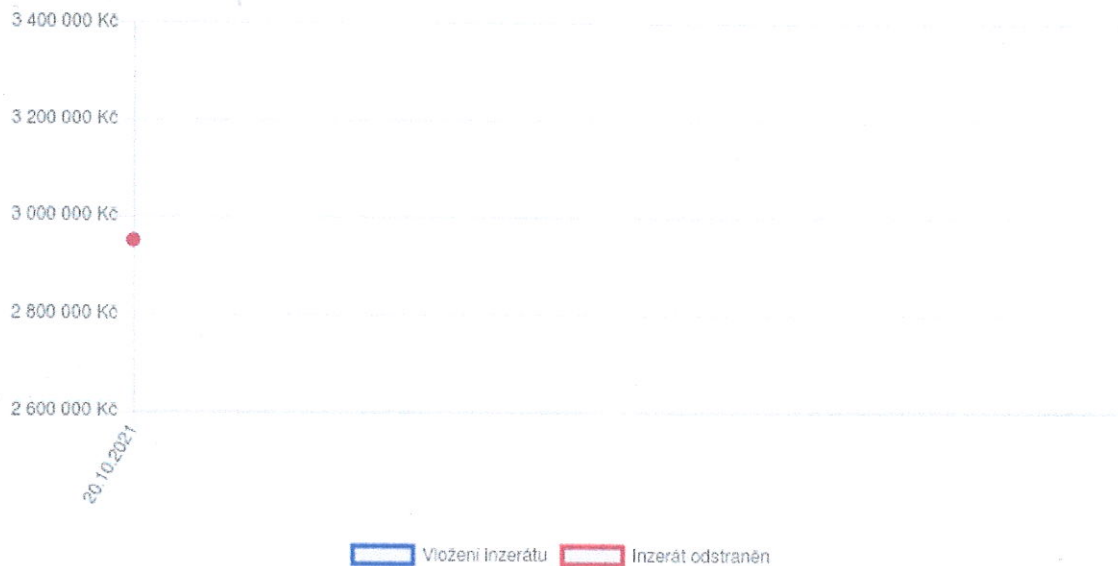 3 400 000 Kč
3 200 000 Kč
3 000 000 Kč
2 800 000 Kč
2 600 000 Kč
20.10.2021
Vložení inzerátu
Inzerát odstraněn